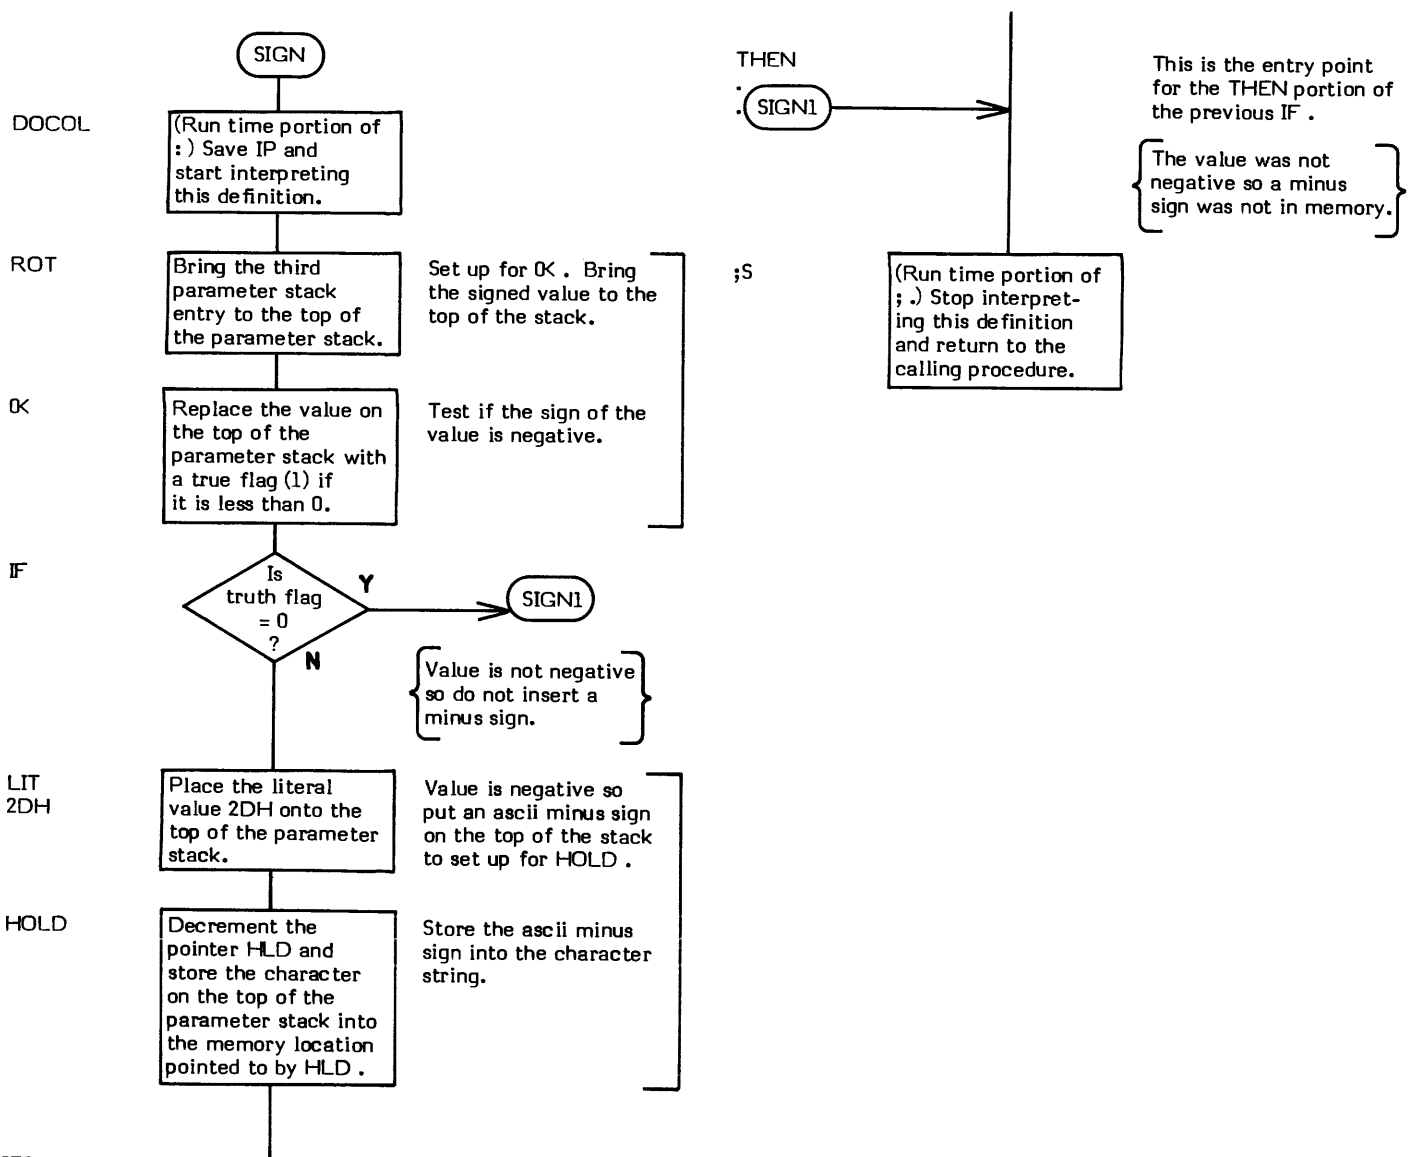 SIGN
DOCOL
(Run time portion of
:) Save IP and
start interpreting
this definition.
ROT
Bring the third
parameter stack
entry to the top of
the parameter stack.
Set up for 0< . Bring
the signed value to the
top of the stack.
0<
Replace the value on
the top of the
parameter stack with
a true flag (1) if
it is less than 0.
Test if the sign of the
value is negative.
IF
Is
truth flag
= 0
?
Y
N
SIGN1
Value is not negative
so do not insert a
minus sign.
LIT
2DH
Place the literal
value 2DH onto the
top of the parameter
stack.
Value is negative so
put an ascii minus sign
on the top of the stack
to set up for HOLD .
HOLD
Decrement the
pointer HLD and
store the character
on the top of the
parameter stack into
the memory location
pointed to by HLD .
Store the ascii minus
sign into the character
string.
THEN
:
: SIGN1
This is the entry point
for the THEN portion of
the previous IF .
The value was not
negative so a minus
sign was not in memory.
;S
(Run time portion of
; .) Stop interpret-
ing this definition
and return to the
calling procedure.